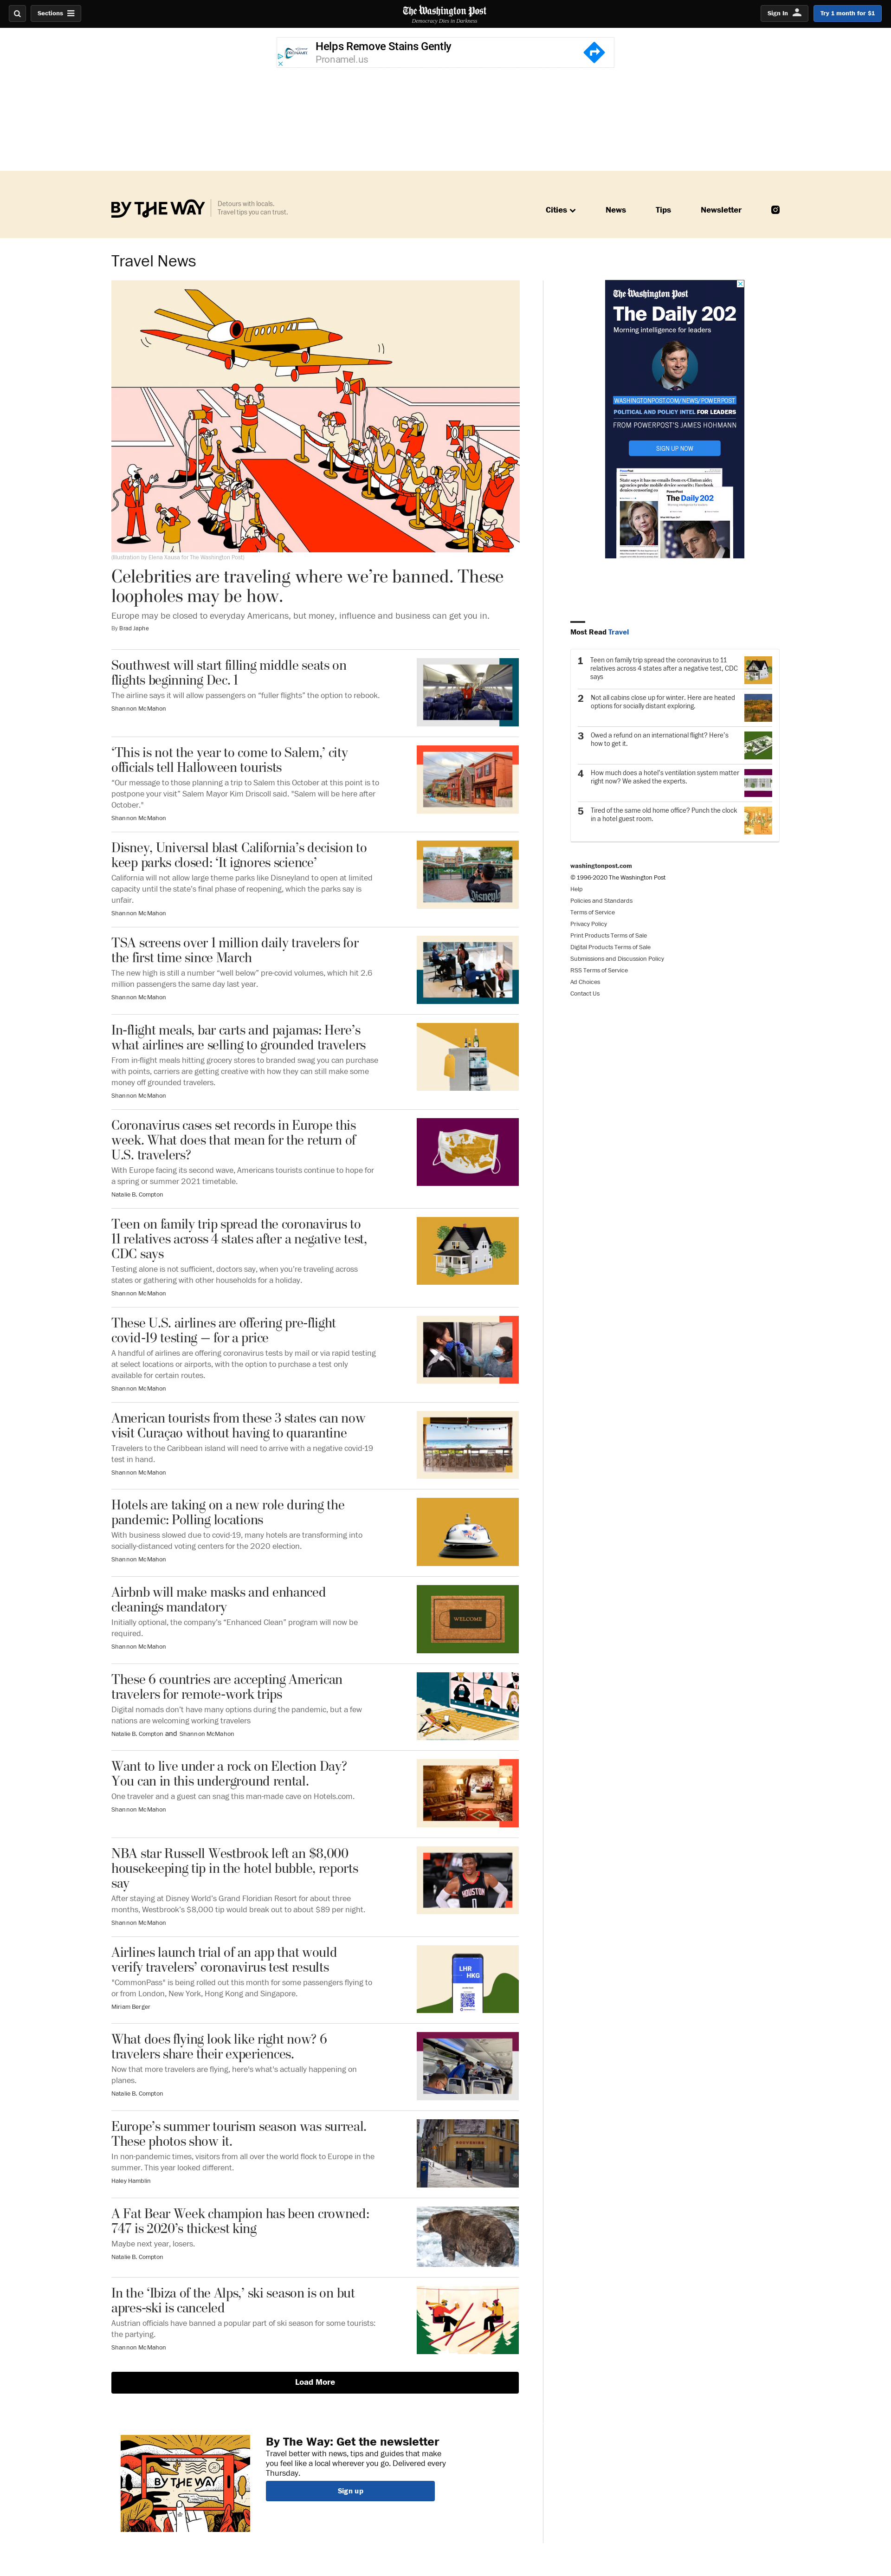 Sections
The Washington Post
Democracy Dies in Darkness
Sign In
Try 1 month for $1
Helps Remove Stains Gently
Pronamel.us
BY THE WAY
Detours with locals.
Travel tips you can trust.
Cities
News
Tips
Newsletter
Travel News
(Illustration by Elena Xausa for The Washington Post)
Celebrities are traveling where we're banned. These
loopholes may be how.
Europe may be closed to everyday Americans, but money, influence and business can get you in.
By Brad Japhe
Southwest will start filling middle seats on
flights beginning Dec. 1
The airline says it will allow passengers on "fuller flights" the option to rebook.
Shannon McMahon
'This is not the year to come to Salem,' city
officials tell Halloween tourists
"Our message to those planning a trip to Salem this October at this point is to
postpone your visit" Salem Mayor Kim Driscoll said. "Salem will be here after
October."
Shannon McMahon
Disney, Universal blast California's decision to
keep parks closed: 'It ignores science'
California will not allow large theme parks like Disneyland to open at limited
capacity until the state's final phase of reopening, which the parks say is
unfair.
Shannon McMahon
TSA screens over 1 million daily travelers for
the first time since March
The new high is still a number "well below" pre-covid volumes, which hit 2.6
million passengers the same day last year.
Shannon McMahon
In-flight meals, bar carts and pajamas: Here's
what airlines are selling to grounded travelers
From in-flight meals hitting grocery stores to branded swag you can purchase
with points, carriers are getting creative with how they can still make some
money off grounded travelers.
Shannon McMahon
Coronavirus cases set records in Europe this
week. What does that mean for the return of
U.S. travelers?
With Europe facing its second wave, Americans tourists continue to hope for
a spring or summer 2021 timetable.
Natalie B. Compton
Teen on family trip spread the coronavirus to
11 relatives across 4 states after a negative test,
CDC says
Testing alone is not sufficient, doctors say, when you're traveling across
states or gathering with other households for a holiday.
Shannon McMahon
These U.S. airlines are offering pre-flight
covid-19 testing — for a price
A handful of airlines are offering coronavirus tests by mail or via rapid testing
at select locations or airports, with the option to purchase a test only
available for certain routes.
Shannon McMahon
American tourists from these 3 states can now
visit Curaçao without having to quarantine
Travelers to the Caribbean island will need to arrive with a negative covid-19
test in hand.
Shannon McMahon
Hotels are taking on a new role during the
pandemic: Polling locations
With business slowed due to covid-19, many hotels are transforming into
socially-distanced voting centers for the 2020 election.
Shannon McMahon
Airbnb will make masks and enhanced
cleanings mandatory
Initially optional, the company's "Enhanced Clean" program will now be
required.
Shannon McMahon
WELCOME
These 6 countries are accepting American
travelers for remote-work trips
Digital nomads don't have many options during the pandemic, but a few
nations are welcoming working travelers
Natalie B. Compton and Shannon McMahon
Want to live under a rock on Election Day?
You can in this underground rental.
One traveler and a guest can snag this man-made cave on Hotels.com.
Shannon McMahon
NBA star Russell Westbrook left an $8,000
housekeeping tip in the hotel bubble, reports
say
After staying at Disney World's Grand Floridian Resort for about three
months, Westbrook's $8,000 tip would break out to about $89 per night.
Shannon McMahon
HOUSTON
0
Airlines launch trial of an app that would
verify travelers' coronavirus test results
"CommonPass" is being rolled out this month for some passengers flying to
or from London, New York, Hong Kong and Singapore.
Miriam Berger
LHR
HKG
What does flying look like right now? 6
travelers share their experiences.
Now that more travelers are flying, here's what's actually happening on
planes.
Natalie B. Compton
Europe's summer tourism season was surreal.
These photos show it.
In non-pandemic times, visitors from all over the world flock to Europe in the
summer. This year looked different.
Haley Hamblin
A Fat Bear Week champion has been crowned:
747 is 2020's thickest king
Maybe next year, losers.
Natalie B. Compton
In the 'Ibiza of the Alps,' ski season is on but
apres-ski is canceled
Austrian officials have banned a popular part of ski season for some tourists:
the partying.
Shannon McMahon
Load More
BY THE WAY
By The Way: Get the newsletter
Travel better with news, tips and guides that make
you feel like a local wherever you go. Delivered every
Thursday.
Sign up
The Washington Post
The Daily 202
Morning intelligence for leaders
WASHINGTONPOST.COM/NEWS/POWERPOST
POLITICAL AND POLICY INTEL FOR LEADERS
FROM POWERPOST'S JAMES HOHMANN
SIGN UP NOW
The Daily 202
Most Read Travel
1
Teen on family trip spread the coronavirus to 11
relatives across 4 states after a negative test, CDC
says
2
Not all cabins close up for winter. Here are heated
options for socially distant exploring.
3
Owed a refund on an international flight? Here's
how to get it.
4
How much does a hotel's ventilation system matter
right now? We asked the experts.
5
Tired of the same old home office? Punch the clock
in a hotel guest room.
washingtonpost.com
© 1996-2020 The Washington Post
Help
Policies and Standards
Terms of Service
Privacy Policy
Print Products Terms of Sale
Digital Products Terms of Sale
Submissions and Discussion Policy
RSS Terms of Service
Ad Choices
Contact Us